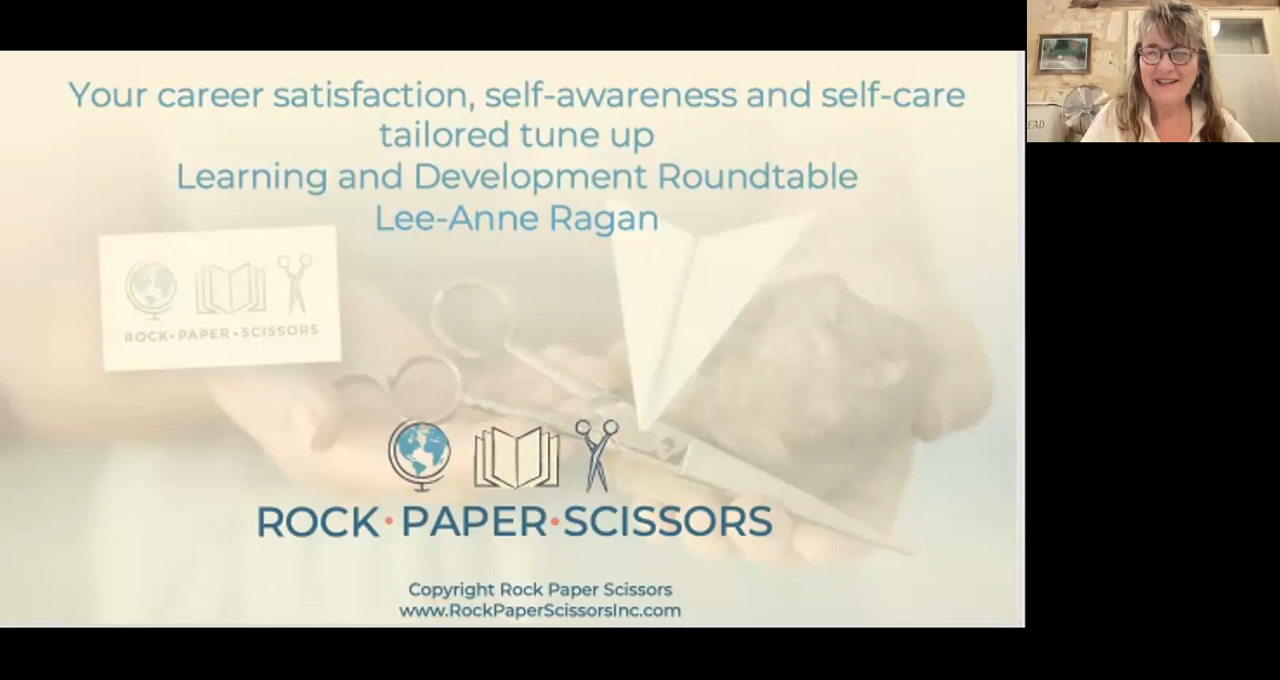 Your career satisfaction, self-awareness and self-care
tailored tune up
Learning and Development Roundtable
Lee-Anne Ragan
ROCK•PAPER•SCISSORS
ROCK•PAPER•SCISSORS
Copyright Rock Paper Scissors
www.RockPaperScissorsInc.com
EAD